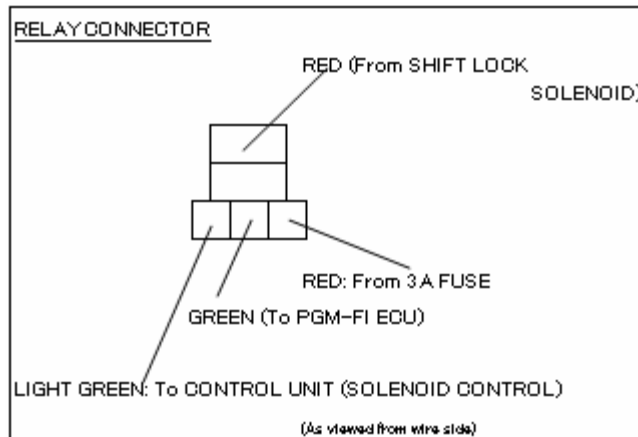 RELAY CONNECTOR
RED (From SHIFT LOCK
SOLENOID)
RED: From 3A FUSE
GREEN (To PGM-FI ECU)
LIGHT GREEN: To CONTROL UNIT (SOLENOID CONTROL)
(As viewed from wire side)